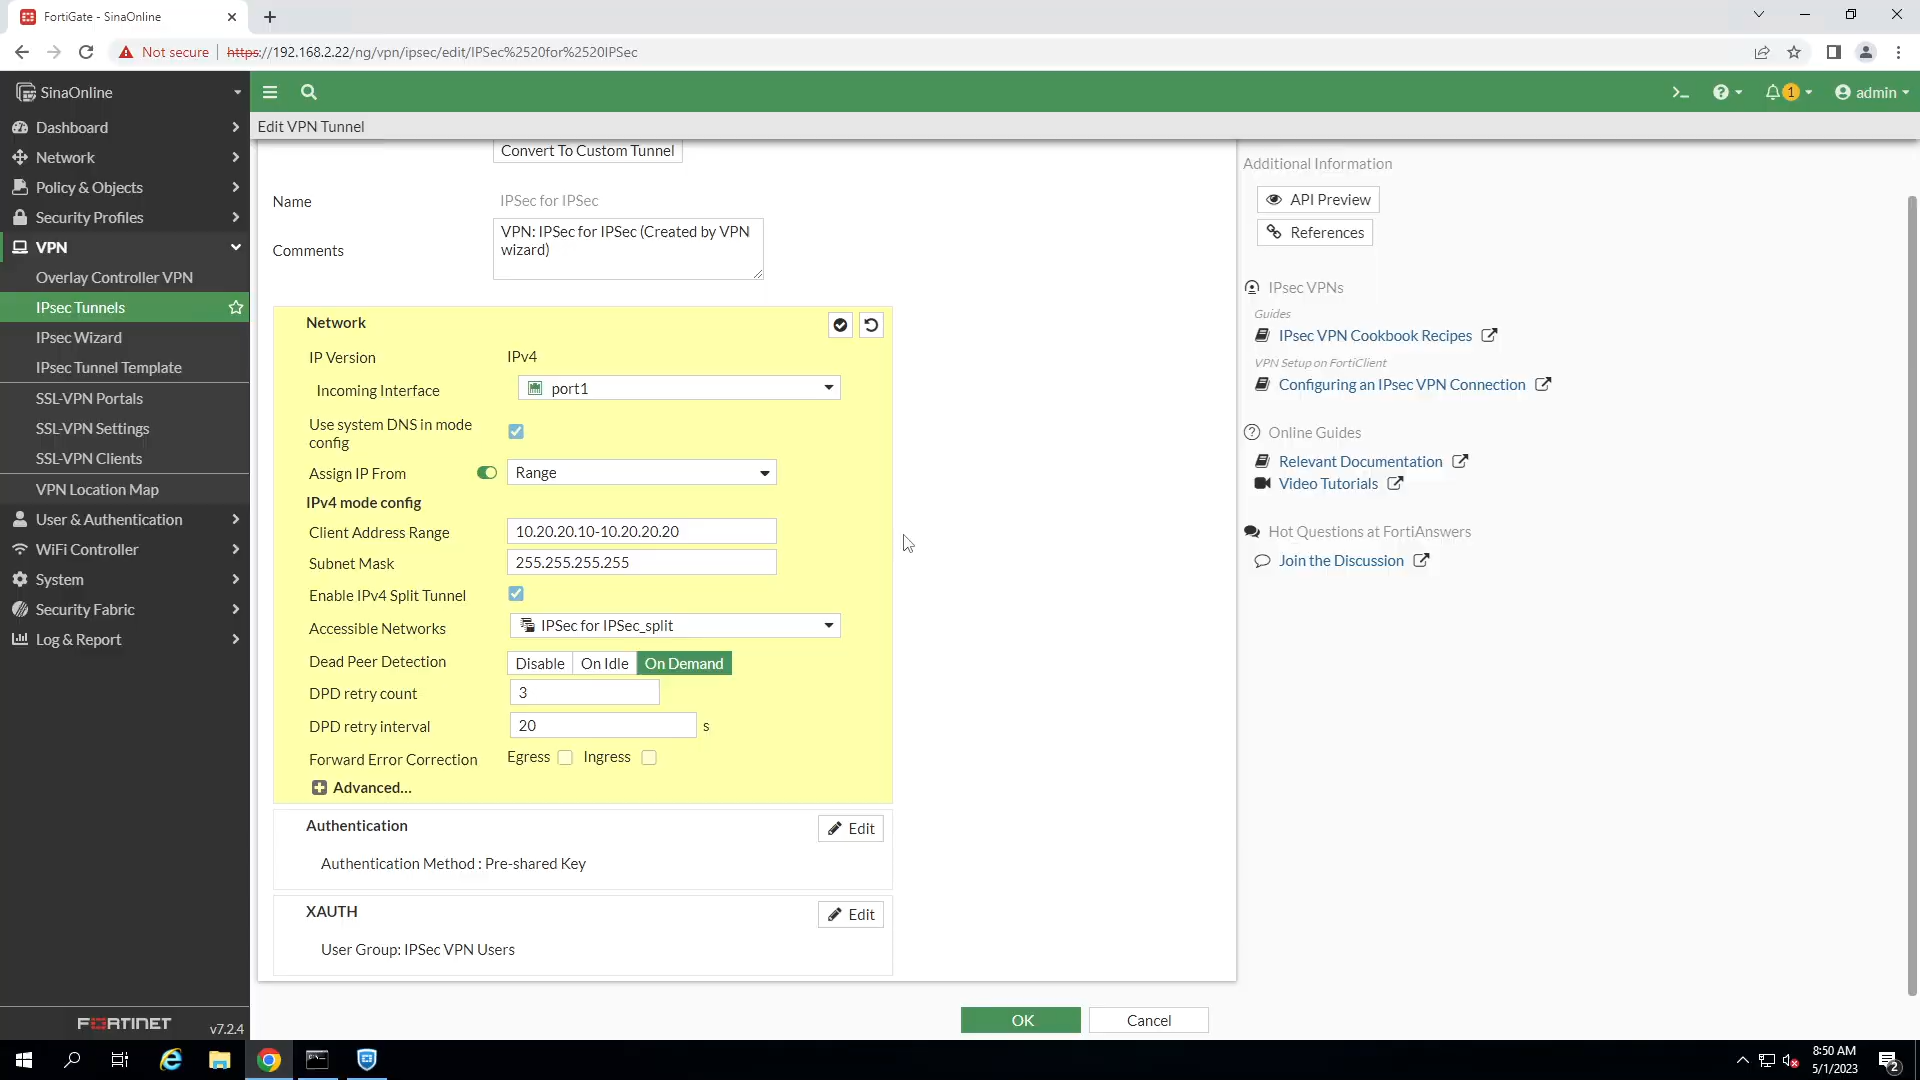 FortiGate - SinaOnline
Not secure
https://192.168.2.22/ng/vpn/ipsec/edit/IPSec%2520for%2520IPSec
SinaOnline
1
admin
Dashboard
Network
Policy & Objects
Security Profiles
VPN
Overlay Controller VPN
IPsec Tunnels
IPsec Wizard
IPsec Tunnel Template
SSL-VPN Portals
SSL-VPN Settings
SSL-VPN Clients
VPN Location Map
User & Authentication
WiFi Controller
System
Security Fabric
Log & Report
FORTINET
v7.2.4
Edit VPN Tunnel
Convert To Custom Tunnel
Name
IPSec for IPSec
Comments
VPN: IPSec for IPSec (Created by VPN
wizard)
Network
IP Version
IPv4
Incoming Interface
port1
Use system DNS in mode
config
Assign IP From
Range
IPv4 mode config
Client Address Range
10.20.20.10-10.20.20.20
Subnet Mask
255.255.255.255
Enable IPv4 Split Tunnel
Accessible Networks
IPSec for IPSec_split
Dead Peer Detection
Disable
On Idle
On Demand
DPD retry count
3
DPD retry interval
20
s
Forward Error Correction
Egress
Ingress
Advanced...
Authentication
Edit
Authentication Method : Pre-shared Key
XAUTH
Edit
User Group: IPSec VPN Users
OK
Cancel
Additional Information
API Preview
References
IPsec VPNs
Guides
IPsec VPN Cookbook Recipes
VPN Setup on FortiClient
Configuring an IPsec VPN Connection
Online Guides
Relevant Documentation
Video Tutorials
Hot Questions at FortiAnswers
Join the Discussion
8:50 AM
5/1/2023
2